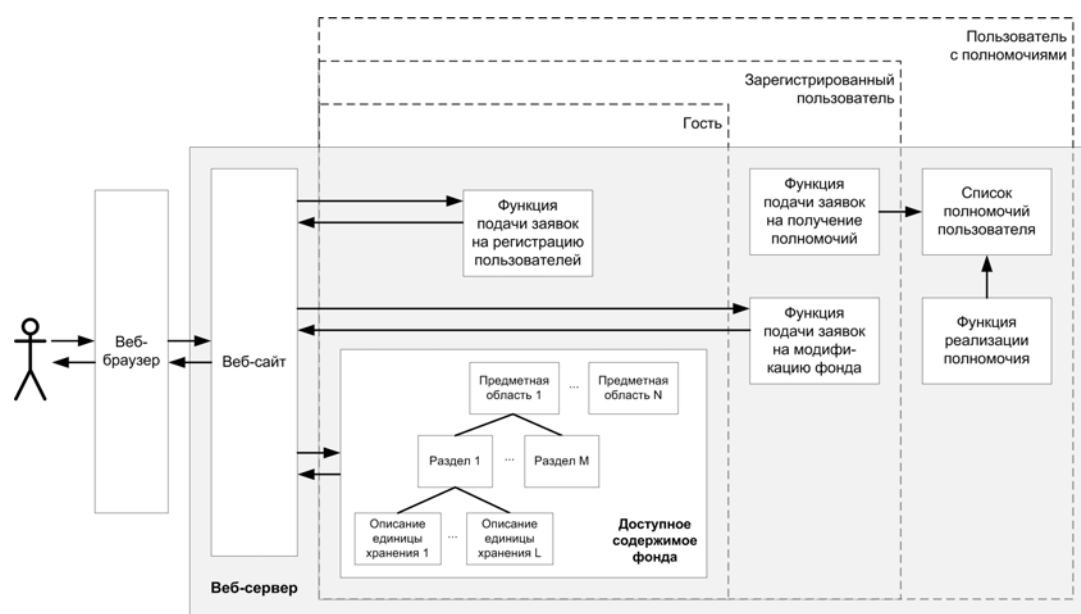 Пользователь
с полномочиями
Зарегистрированный
пользователь
Гость
Функция
подачи заявок
на регистрацию
пользователей
Функция
подачи заявок
на получение
полномочий
Список
полномочий
пользователя
Веб-
браузер
Веб-сайт
Функция
подачи заявок
на модифи-
кацию фонда
Функция
реализации
полномочия
Предметная
область 1
...
Предметная
область N
Раздел 1
...
Раздел M
Описание
единицы
хранения 1
...
Описание
единицы
хранения L
Доступное
содержимое
фонда
Веб-сервер